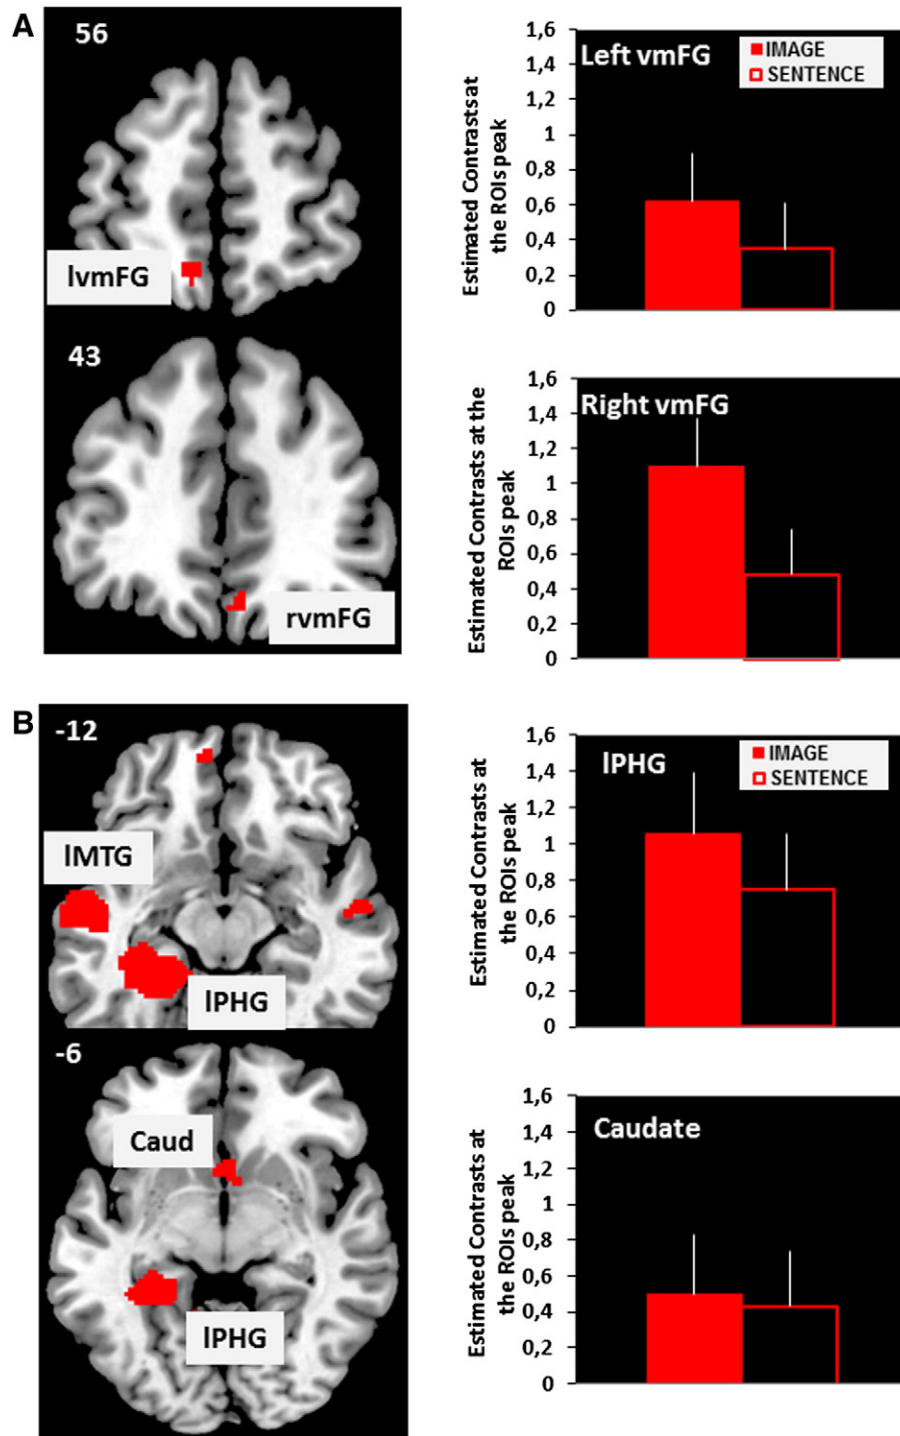 A
56
lvmFG
43
rvmFG
Estimated Contrastsat
the ROIs peak
1,6
1,4
1,2
1
0,8
0,6
0,4
0,2
0
Left vmFG
IMAGE
SENTENCE
Estimated Contrasts at the
ROIs peak
1,6
1,4
1,2
1
0,8
0,6
0,4
0,2
0
Right vmFG
B
-12
lMTG
lPHG
-6
Caud
lPHG
Estimated Contrasts at
the ROIs peak
1,6
1,4
1,2
1
0,8
0,6
0,4
0,2
0
lPHG
IMAGE
SENTENCE
Estimated Contrasts at
the ROIs peak
1,6
1,4
1,2
1
0,8
0,6
0,4
0,2
0
Caudate